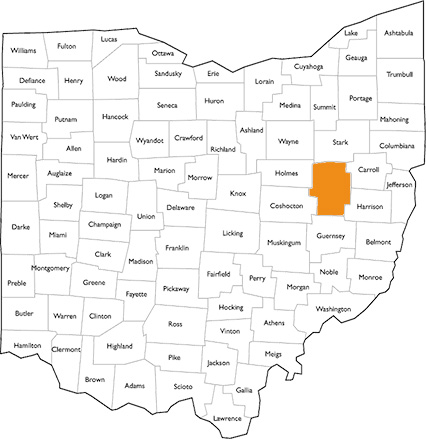 Williams
Fulton
Lucas
Ottawa
Lake
Ashtabula
Geauga
Cuyahoga
Defiance
Henry
Wood
Sandusky
Erie
Lorain
Trumbull
Paulding
Putnam
Hancock
Seneca
Huron
Medina
Summit
Portage
Mahoning
Van Wert
Allen
Wyandot
Crawford
Richland
Ashland
Wayne
Stark
Columbiana
Mercer
Auglaize
Hardin
Marion
Morrow
Holmes
Carroll
Jefferson
Shelby
Logan
Union
Delaware
Knox
Coshocton
Harrison
Darke
Miami
Champaign
Clark
Madison
Franklin
Licking
Muskingum
Guernsey
Belmont
Preble
Montgomery
Greene
Fayette
Pickaway
Fairfield
Perry
Morgan
Noble
Monroe
Butler
Warren
Clinton
Ross
Hocking
Vinton
Athens
Washington
Hamilton
Clermont
Highland
Pike
Jackson
Meigs
Brown
Adams
Scioto
Gallia
Lawrence